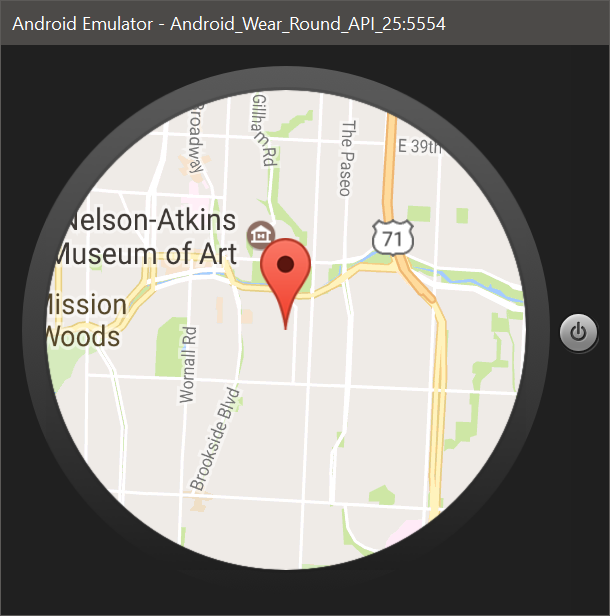 Android Emulator - Android_Wear_Round_API_25:5554
Broadway
Gillham Rd
The Paseo
E 39th
Nelson-Atkins
Museum of Art
71
Mission
Woods
Wornall Rd
Brookside Blvd